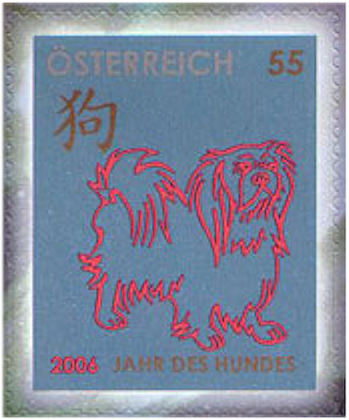 ÖSTERREICH 55
狗
2006 JAHR DES HUNDES